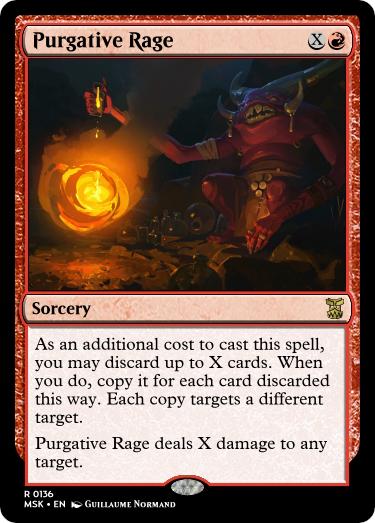 Purgative Rage X R
Sorcery
As an additional cost to cast this spell,
you may discard up to X cards. When
you do, copy it for each card discarded
this way. Each copy targets a different
target.
Purgative Rage deals X damage to any
target.
R 0136
MSK • EN Guillaume Normand